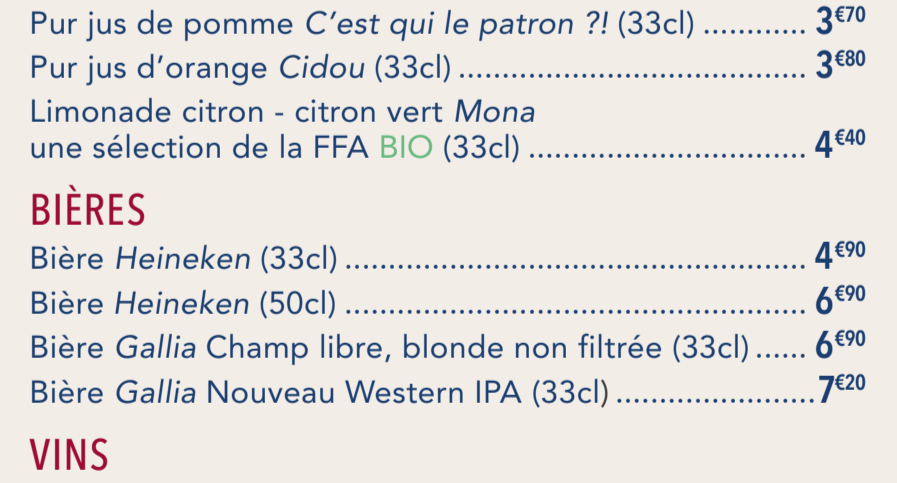 Pur jus de pomme C’est qui le patron ?! (33cl) ............ 3€70
Pur jus d’orange Cidou (33cl) ...................................... 3€80
Limonade citron - citron vert Mona
une sélection de la FFA BIO (33cl) .............................. 4€40
BIÈRES
Bière Heineken (33cl) .................................................. 4€90
Bière Heineken (50cl) .................................................. 6€90
Bière Gallia Champ libre, blonde non filtrée (33cl) ...... 6€90
Bière Gallia Nouveau Western IPA (33cl) ......................7€20
VINS